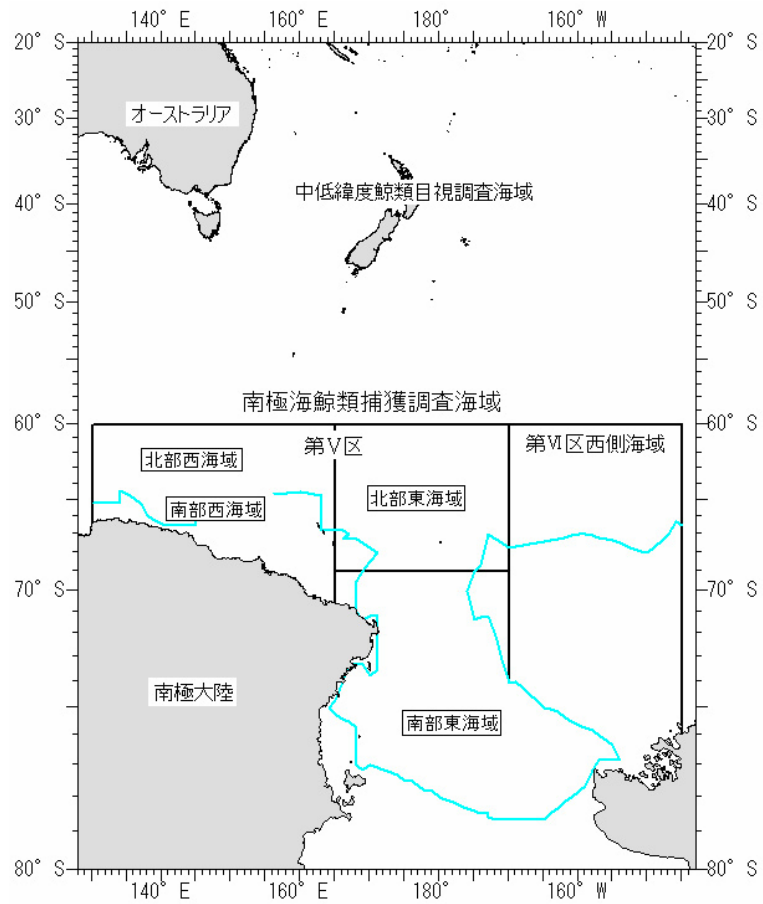 140° E 160° E 180° 160° W
20° S 20° S
オーストラリア
30° S 30° S
中低緯度鯨類目視調査海域
40° S 40° S
50° S 50° S
南極海鯨類捕獲調査海域
60° S 60° S
第Ⅴ区 第Ⅵ区西側海域
北部西海域
北部東海域
南部西海域
70° S 70° S
南極大陸
南部東海域
80° S 80° S
140° E 160° E 180° 160° W